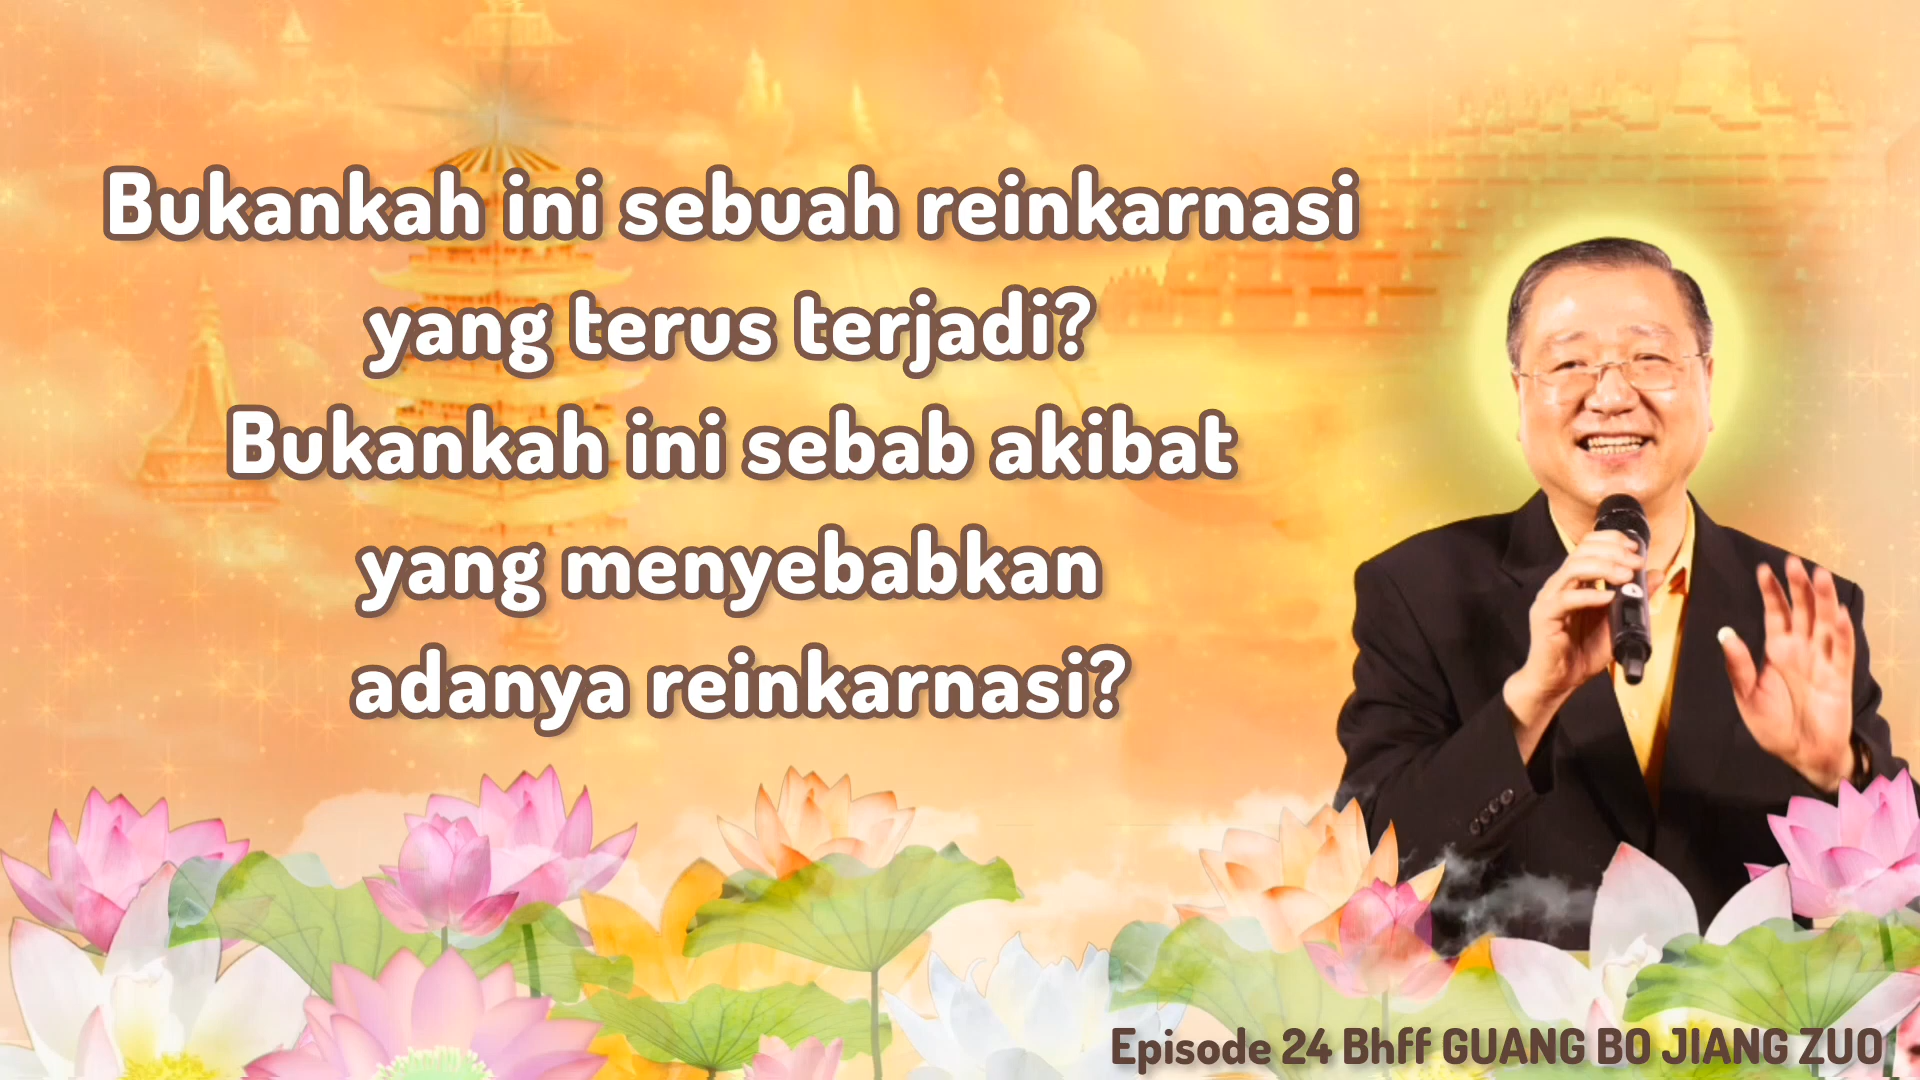 Bukankah ini sebuah reinkarnasi
yang terus terjadi?
Bukankah ini sebab akibat
yang menyebabkan
adanya reinkarnasi?
Episode 24 Bhff GUANG BO JIANG ZUO